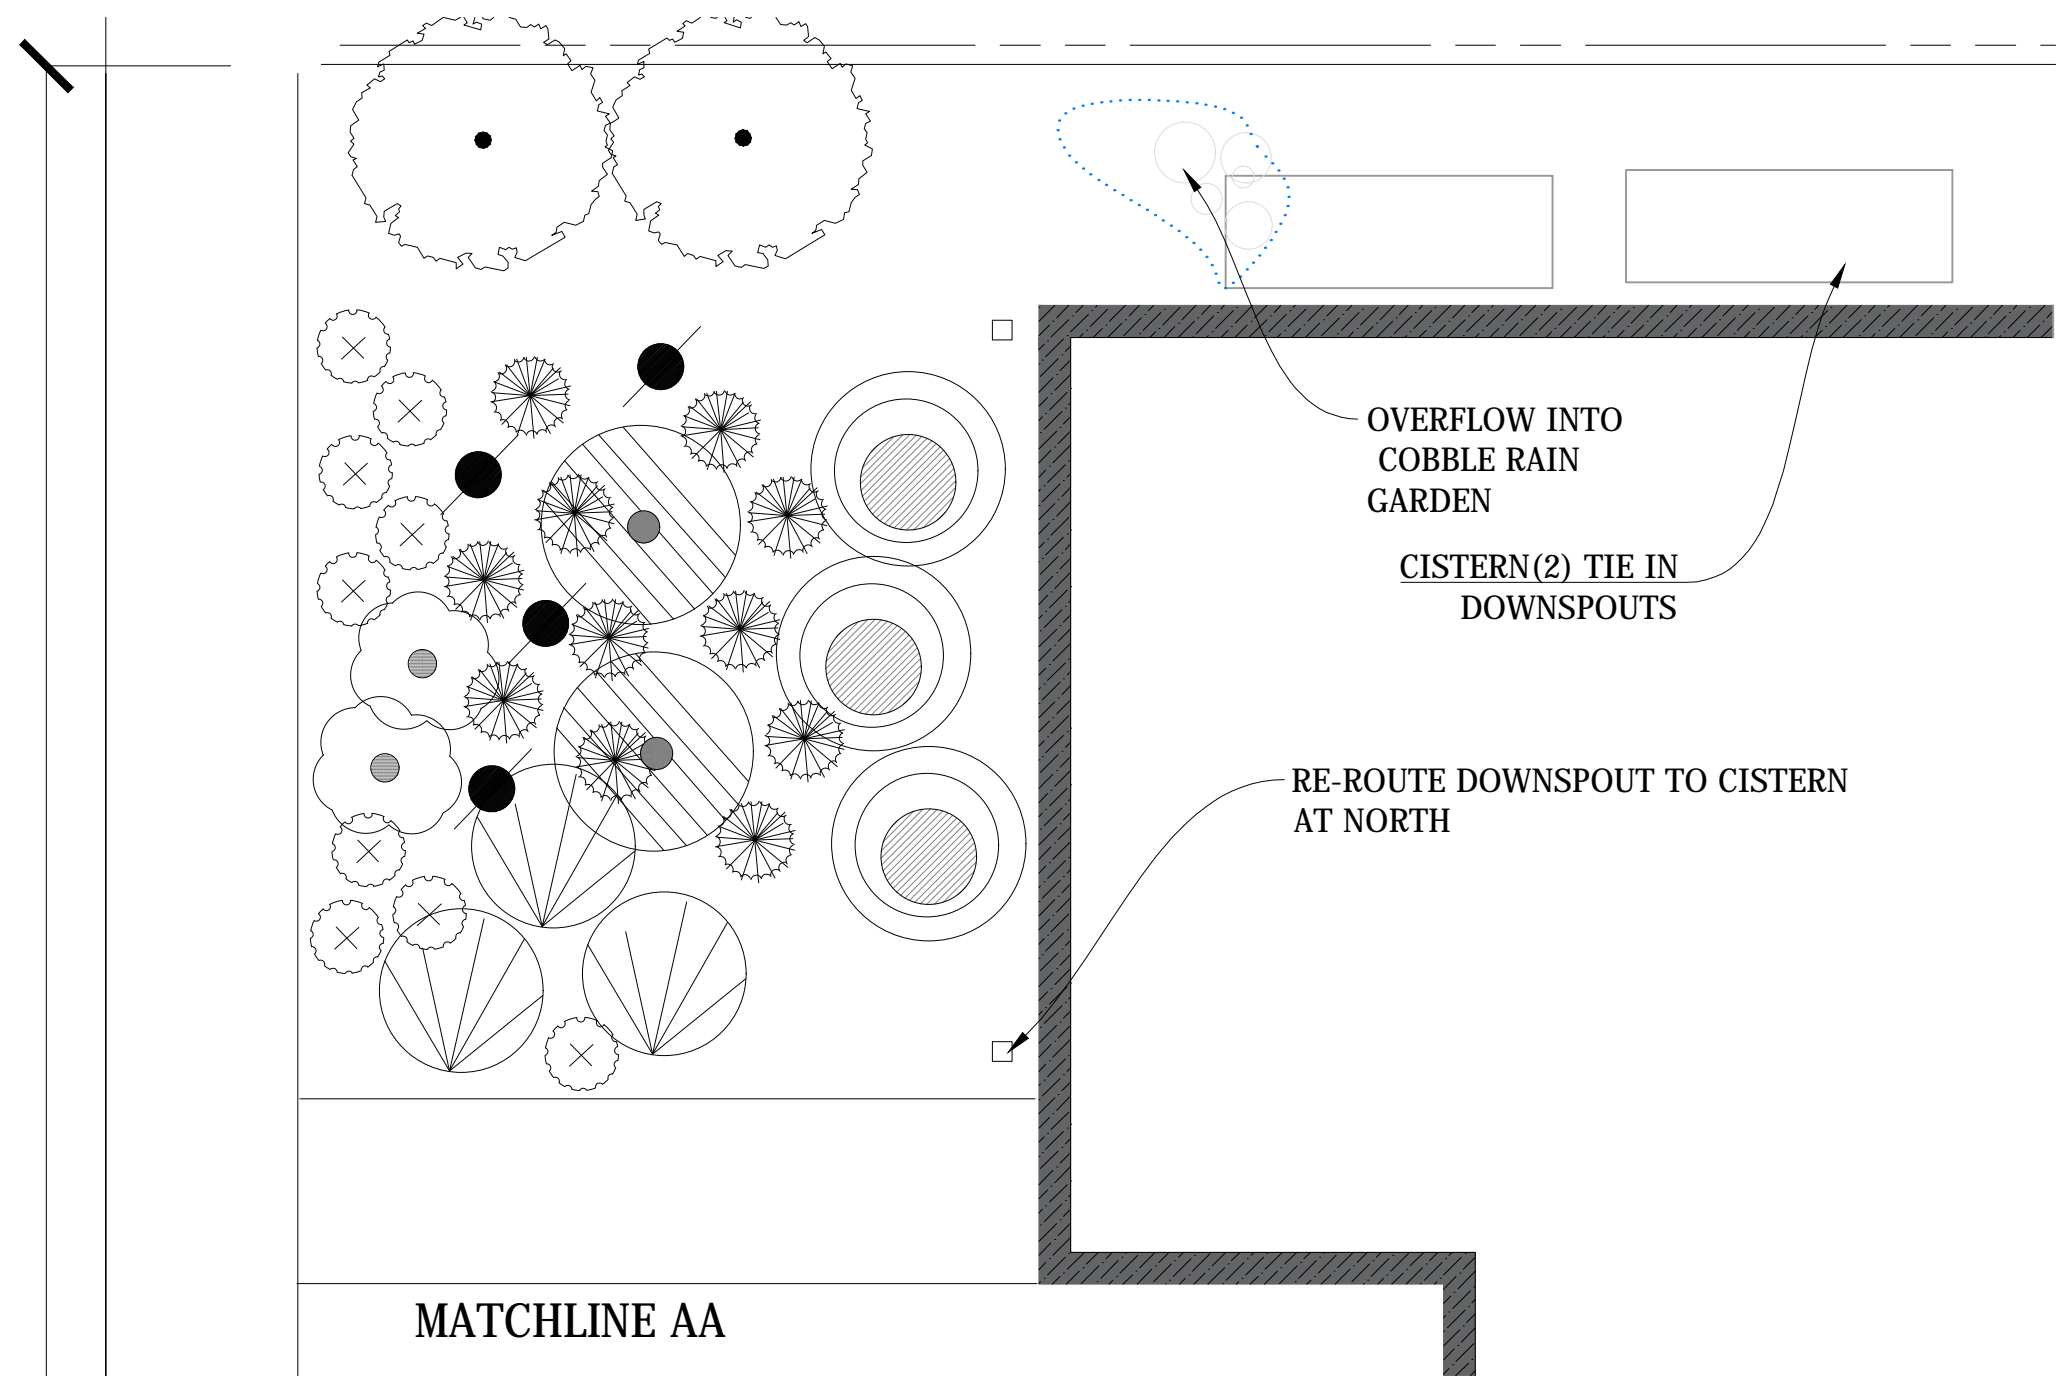 OVERFLOW INTO
COBBLE RAIN
GARDEN
CISTERN(2) TIE IN
DOWNSPOUTS
RE-ROUTE DOWNSPOUT TO CISTERN
AT NORTH
MATCHLINE AA